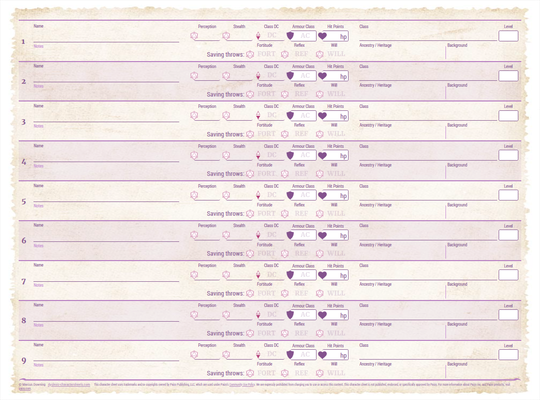 Name Perception Stealth Class DC Armour Class Hit Points Class Level
1 DC AC hp
Notes Fortitude Reflex Will Ancestry / Heritage Background
Saving throws: FORT REF WILL
Name Perception Stealth Class DC Armour Class Hit Points Class Level
2 DC AC hp
Notes Fortitude Reflex Will Ancestry / Heritage Background
Saving throws: FORT REF WILL
Name Perception Stealth Class DC Armour Class Hit Points Class Level
3 DC AC hp
Notes Fortitude Reflex Will Ancestry / Heritage Background
Saving throws: FORT REF WILL
Name Perception Stealth Class DC Armour Class Hit Points Class Level
4 DC AC hp
Notes Fortitude Reflex Will Ancestry / Heritage Background
Saving throws: FORT REF WILL
Name Perception Stealth Class DC Armour Class Hit Points Class Level
5 DC AC hp
Notes Fortitude Reflex Will Ancestry / Heritage Background
Saving throws: FORT REF WILL
Name Perception Stealth Class DC Armour Class Hit Points Class Level
6 DC AC hp
Notes Fortitude Reflex Will Ancestry / Heritage Background
Saving throws: FORT REF WILL
Name Perception Stealth Class DC Armour Class Hit Points Class Level
7 DC AC hp
Notes Fortitude Reflex Will Ancestry / Heritage Background
Saving throws: FORT REF WILL
Name Perception Stealth Class DC Armour Class Hit Points Class Level
8 DC AC hp
Notes Fortitude Reflex Will Ancestry / Heritage Background
Saving throws: FORT REF WILL
Name Perception Stealth Class DC Armour Class Hit Points Class Level
9 DC AC hp
Notes Fortitude Reflex Will Ancestry / Heritage Background
Saving throws: FORT REF WILL